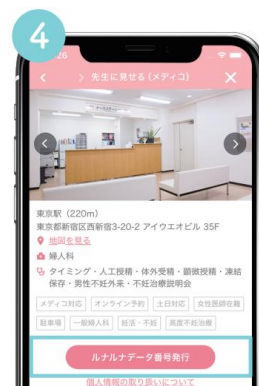 4
26
先生に見せる(メディコ)
東京駅(220m)
東京都新宿区西新宿3-20-2 アイウエオビル 35F
地図を見る
婦人科
タイミング・人工授精・体外受精・顕微授精・凍結
保存・男性不妊外来・不妊治療説明会
メディコ対応 オンライン予約 土日対応 女性医師在籍
駐車場 一般婦人科 妊活・不妊 高度不妊治療
ルナルナデータ番号発行
個人情報の取り扱いについて